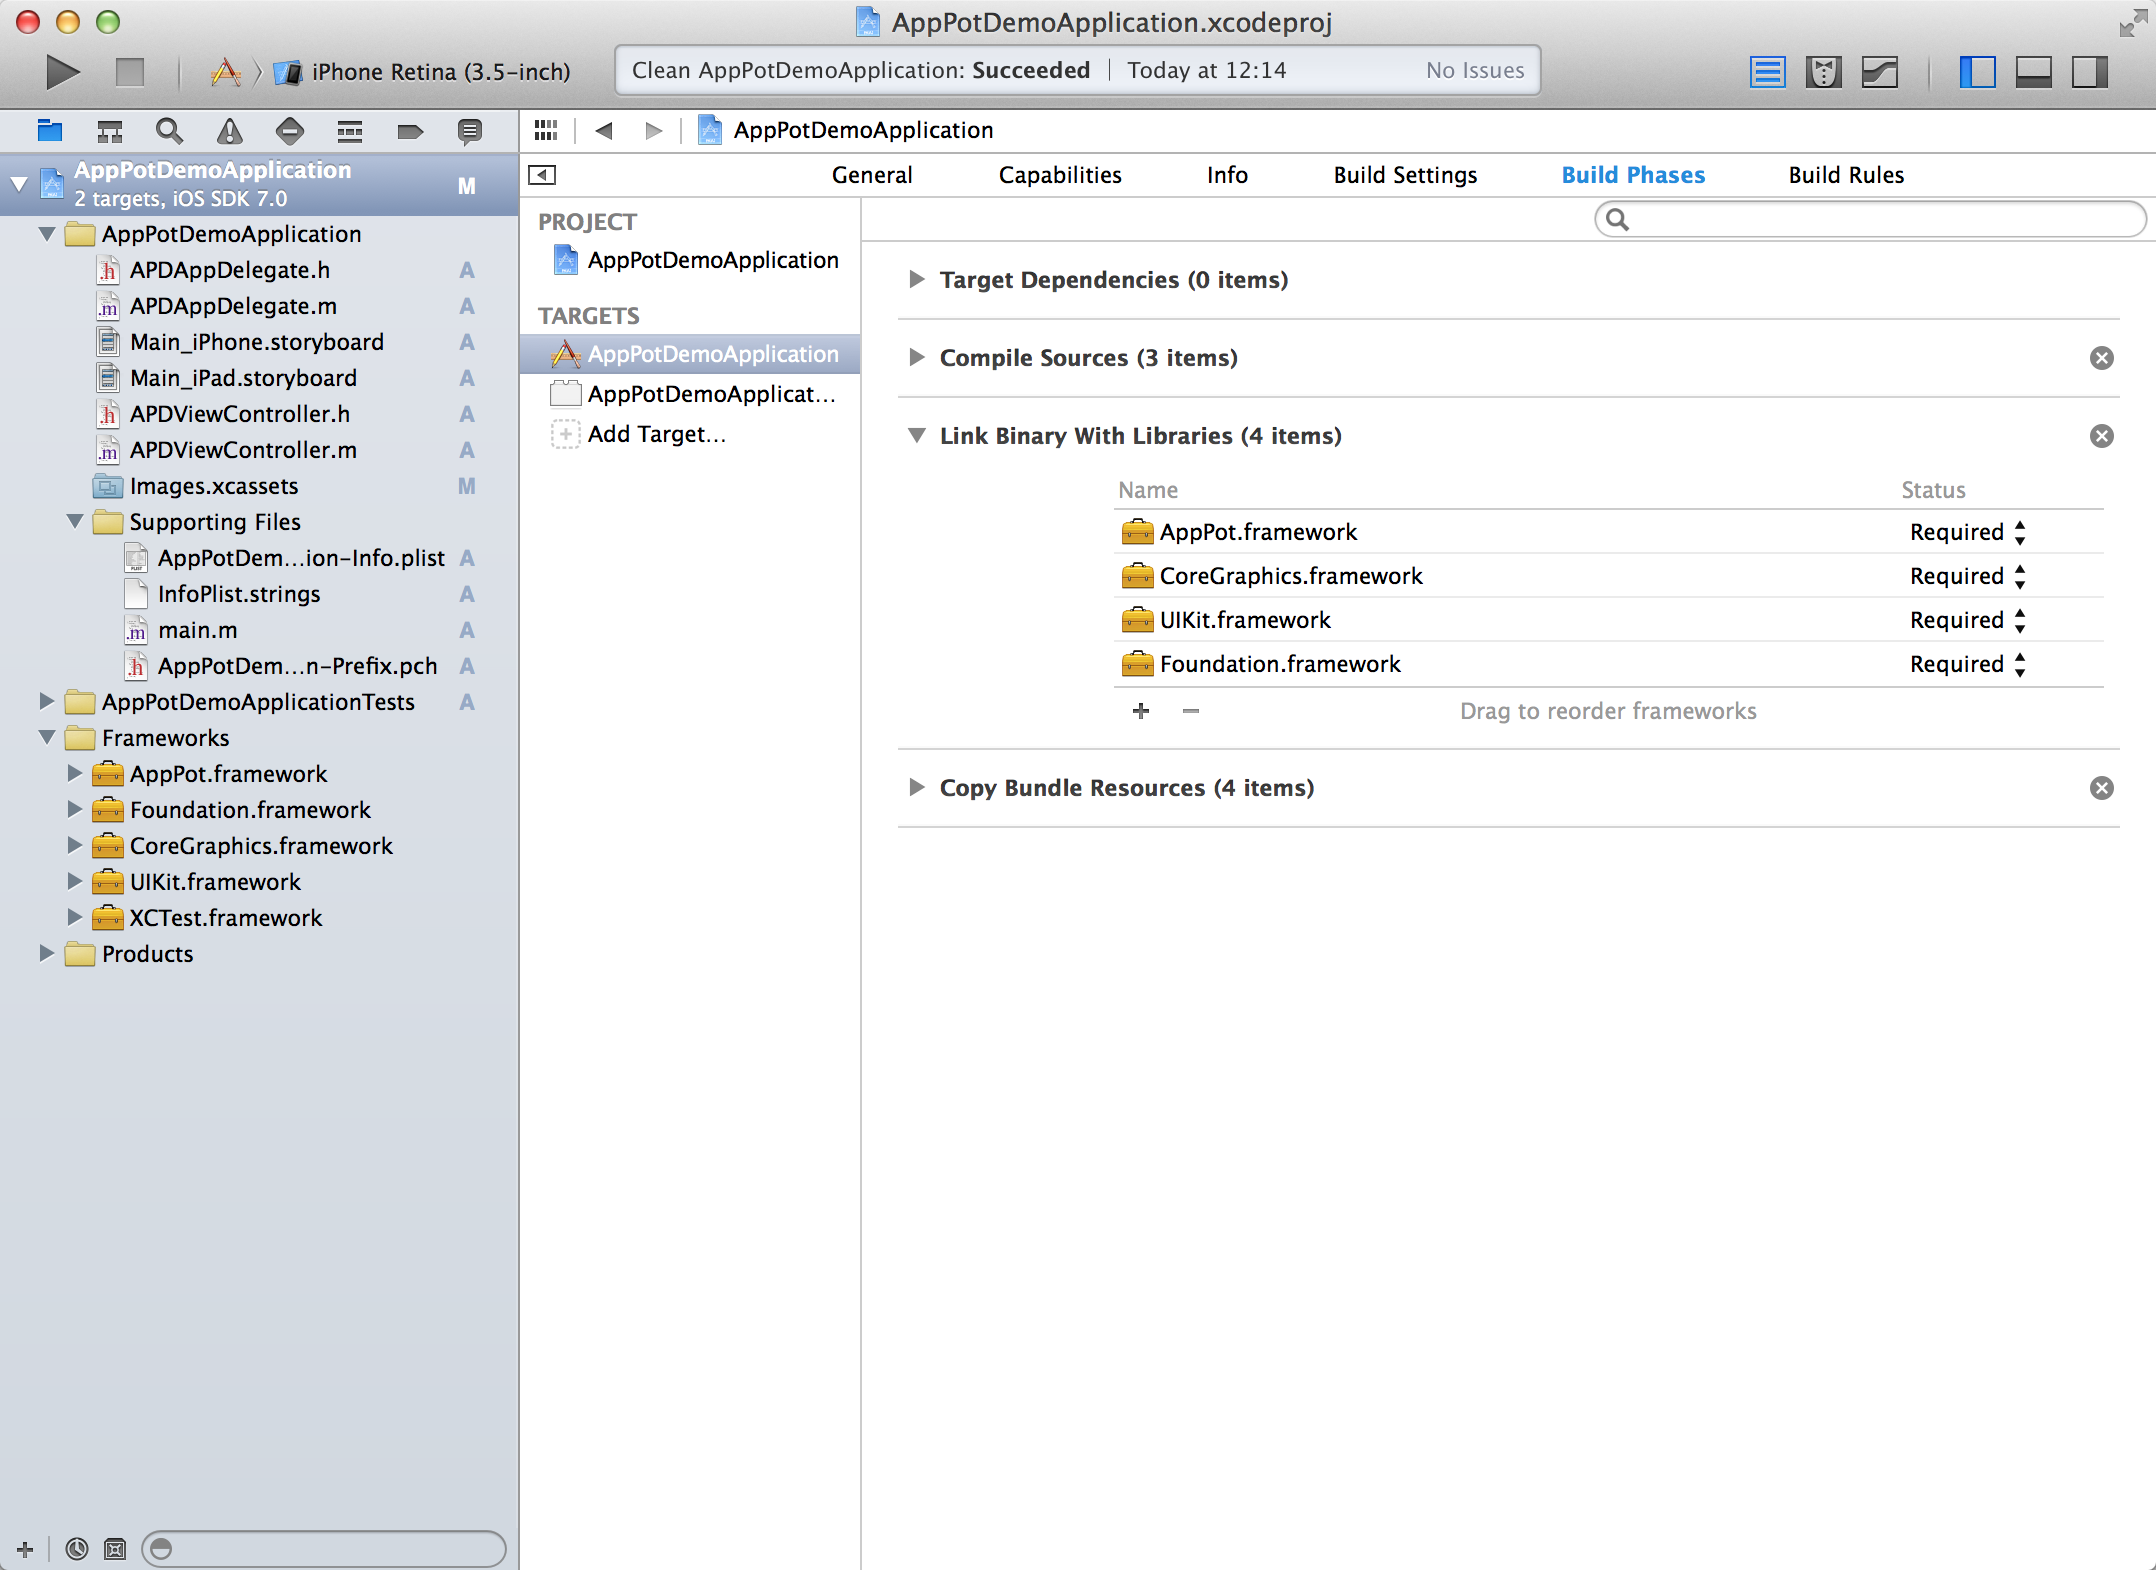 AppPotDemoApplication.xcodeproj
iPhone Retina (3.5-inch)
Clean AppPotDemoApplication: Succeeded | Today at 12:14
No Issues
AppPotDemoApplication
2 targets, iOS SDK 7.0
M
AppPotDemoApplication
APDAppDelegate.h A
APDAppDelegate.m A
Main_iPhone.storyboard A
Main_iPad.storyboard A
APDViewController.h A
APDViewController.m A
Images.xcassets M
Supporting Files
AppPotDem...ion-Info.plist A
InfoPlist.strings A
main.m A
AppPotDem...n-Prefix.pch A
AppPotDemoApplicationTests A
Frameworks
AppPot.framework
Foundation.framework
CoreGraphics.framework
UIKit.framework
XCTest.framework
Products
AppPotDemoApplication
General Capabilities Info Build Settings Build Phases Build Rules
PROJECT
AppPotDemoApplication
TARGETS
AppPotDemoApplication
AppPotDemoApplicat...
Add Target...
Target Dependencies (0 items)
Compile Sources (3 items)
Link Binary With Libraries (4 items)
Name Status
AppPot.framework Required
CoreGraphics.framework Required
UIKit.framework Required
Foundation.framework Required
Drag to reorder frameworks
Copy Bundle Resources (4 items)